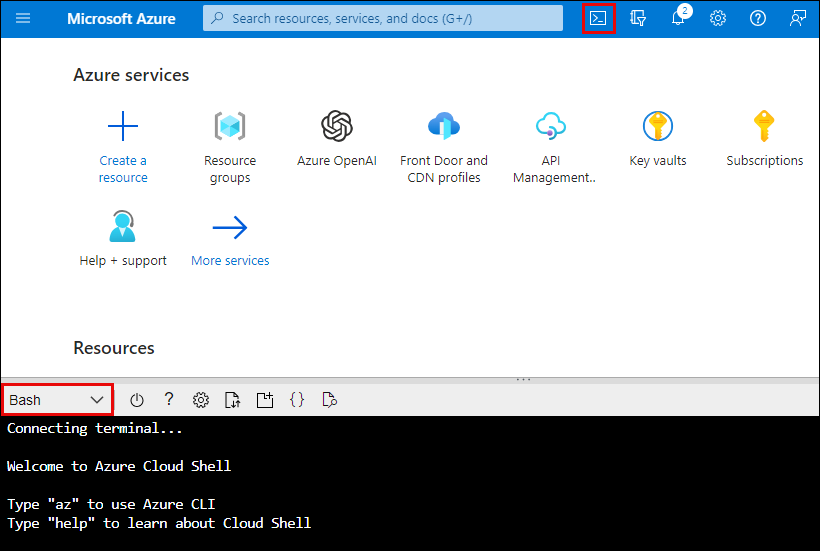 Microsoft Azure
Search resources, services, and docs (G+/)
2
Azure services
Create a
resource
Resource
groups
Azure OpenAI
Front Door and
CDN profiles
API
Management..
Key vaults
Subscriptions
Help + support
More services
Resources
Bash
Connecting terminal...
Welcome to Azure Cloud Shell
Type "az" to use Azure CLI
Type "help" to learn about Cloud Shell